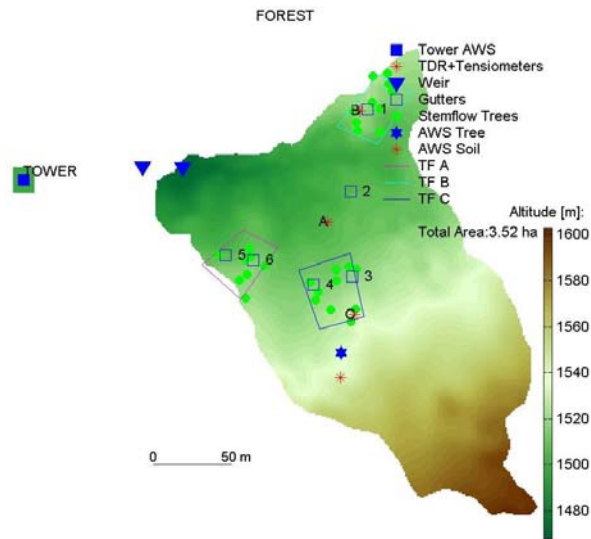 FOREST
Tower AWS
TDR+Tensiometers
Weir
Gutters
Stemflow Trees
AWS Tree
AWS Soil
TF A
TF B
TF C
B 1
TOWER
2
A
Altitude [m]:
Total Area:3.52 ha
5 6
4 3
C
0 50 m
1600
1580
1560
1540
1520
1500
1480